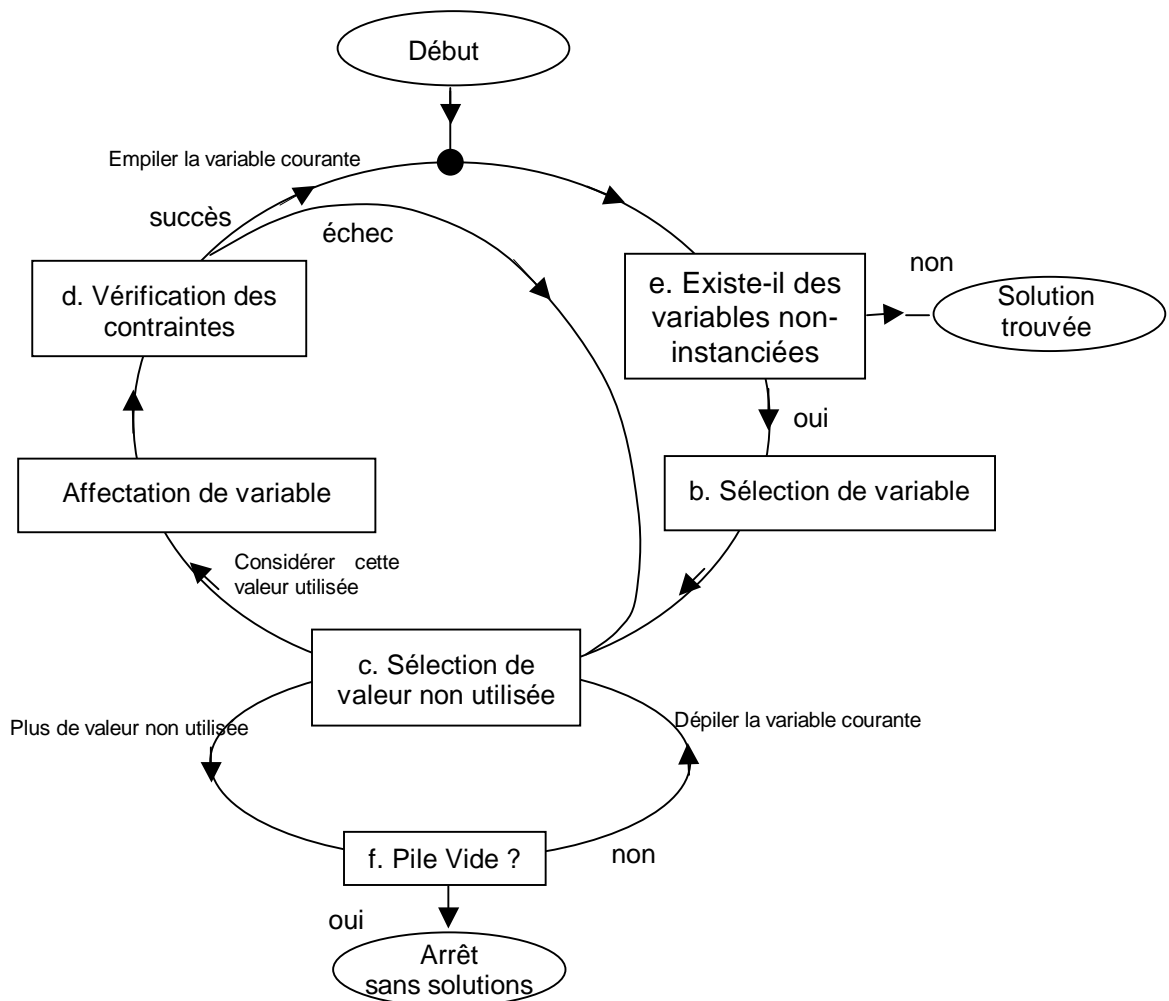 Début
Empiler la variable courante
succès
échec
d. Vérification des
contraintes
e. Existe-il des
variables non-
instanciées
non
Solution
trouvée
oui
Affectation de variable
b. Sélection de variable
Considérer cette
valeur utilisée
c. Sélection de
valeur non utilisée
Plus de valeur non utilisée
Dépiler la variable courante
f. Pile Vide ?
non
oui
Arrêt
sans solutions